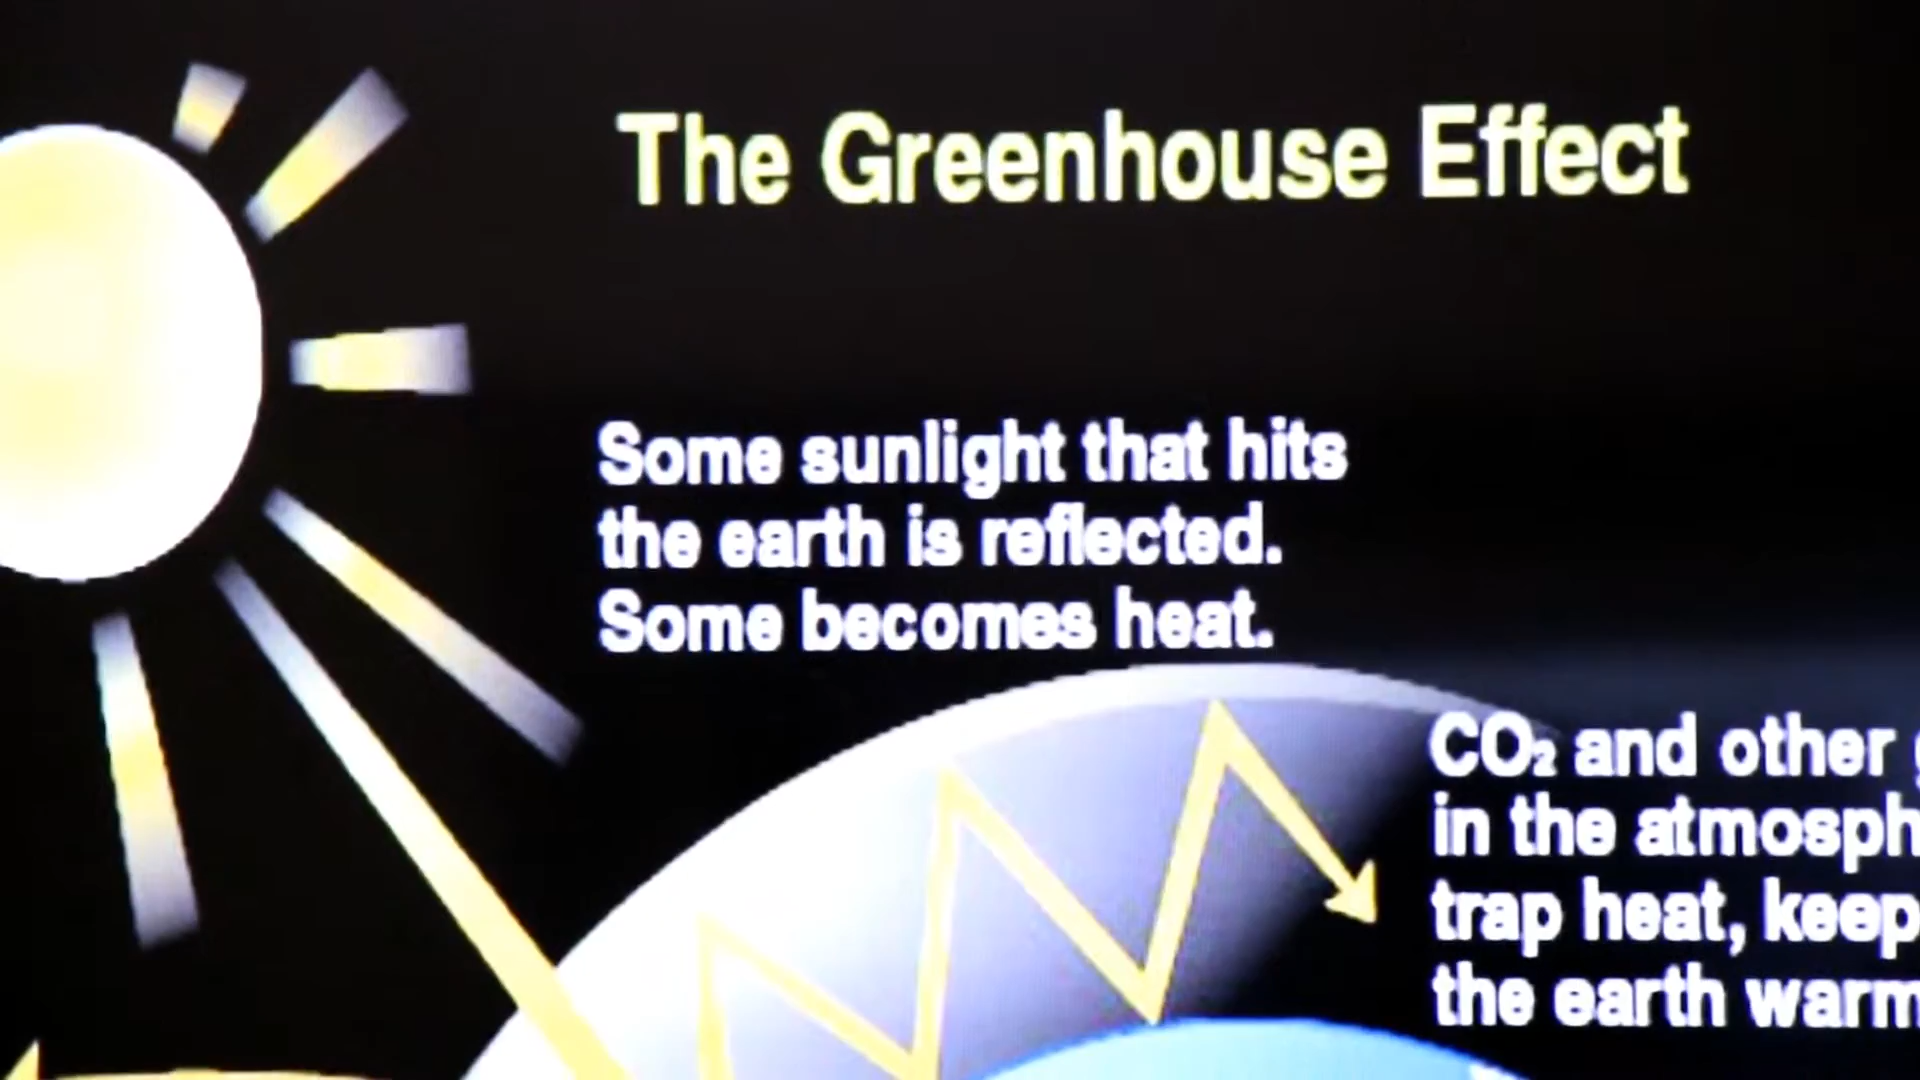 The Greenhouse Effect
Some sunlight that hits
the earth is reflected.
Some becomes heat.
CO₂ and other
in the
trap heat,
the earth warm